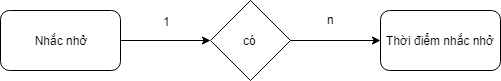 Nhắc nhở
1
có
n
Thời điểm nhắc nhở